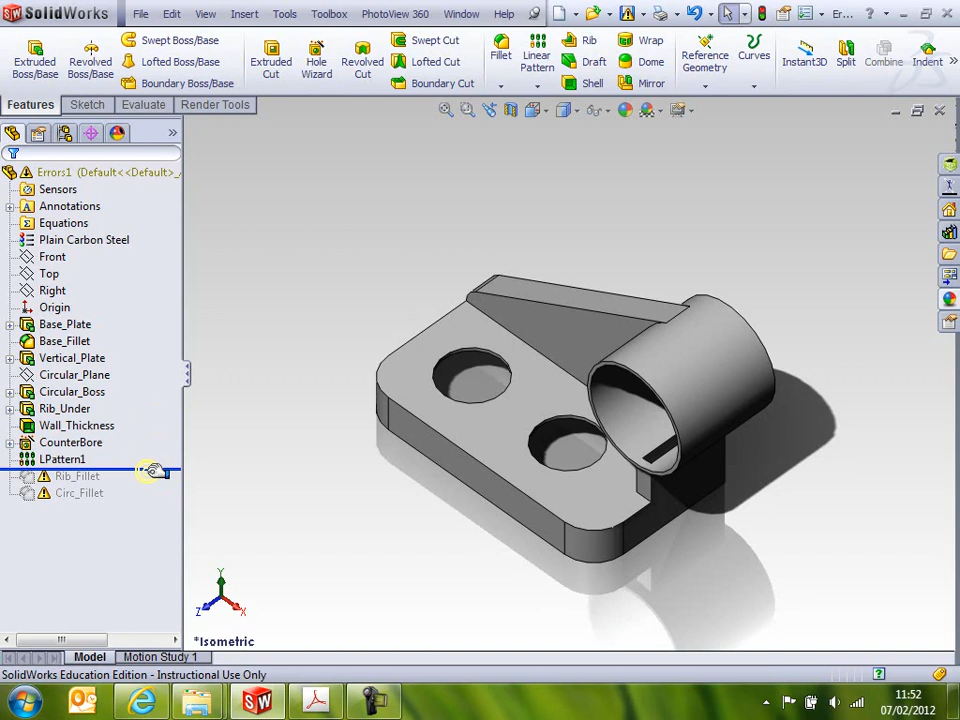 SolidWorks File Edit View Insert Tools Toolbox PhotoView 360 Window Help Er... ?
Extruded Boss/Base Revolved Boss/Base Swept Boss/Base Lofted Boss/Base Boundary Boss/Base
Extruded Cut Hole Wizard Revolved Cut Swept Cut Lofted Cut Boundary Cut
Fillet Linear Pattern Rib Draft Shell Wrap Dome Mirror
Reference Geometry Curves Instant3D Split Combine Indent
Features Sketch Evaluate Render Tools
Errors1 (Default<<Default>_
Sensors
Annotations
Equations
Plain Carbon Steel
Front
Top
Right
Origin
Base_Plate
Base_Fillet
Vertical_Plate
Circular_Plane
Circular_Boss
Rib_Under
Wall_Thickness
CounterBore
LPattern1
Rib_Fillet
Circ_Fillet
Y
Z X
*Isometric
Model Motion Study 1
SolidWorks Education Edition - Instructional Use Only
11:52
07/02/2012